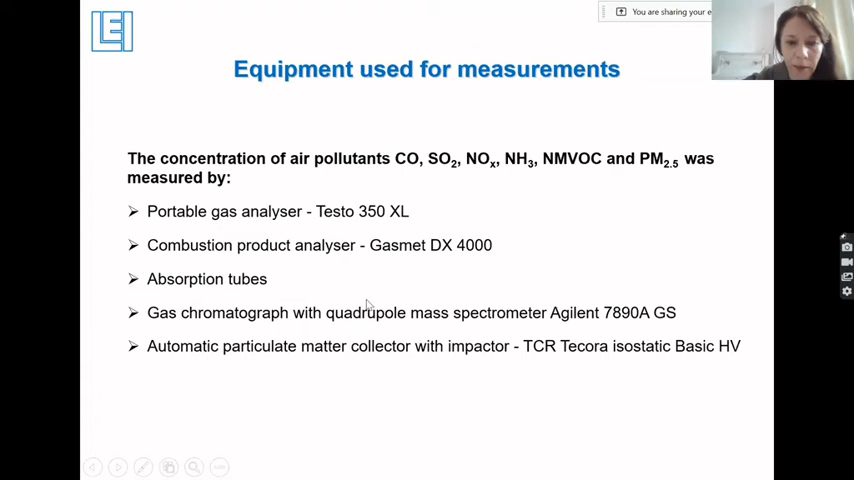 LEI
You are sharing your e
Equipment used for measurements
The concentration of air pollutants CO, SO₂, NOₓ, NH₃, NMVOC and PM₂.₅ was
measured by:
➢ Portable gas analyser - Testo 350 XL
➢ Combustion product analyser - Gasmet DX 4000
➢ Absorption tubes
➢ Gas chromatograph with quadrupole mass spectrometer Agilent 7890A GS
➢ Automatic particulate matter collector with impactor - TCR Tecora isostatic Basic HV